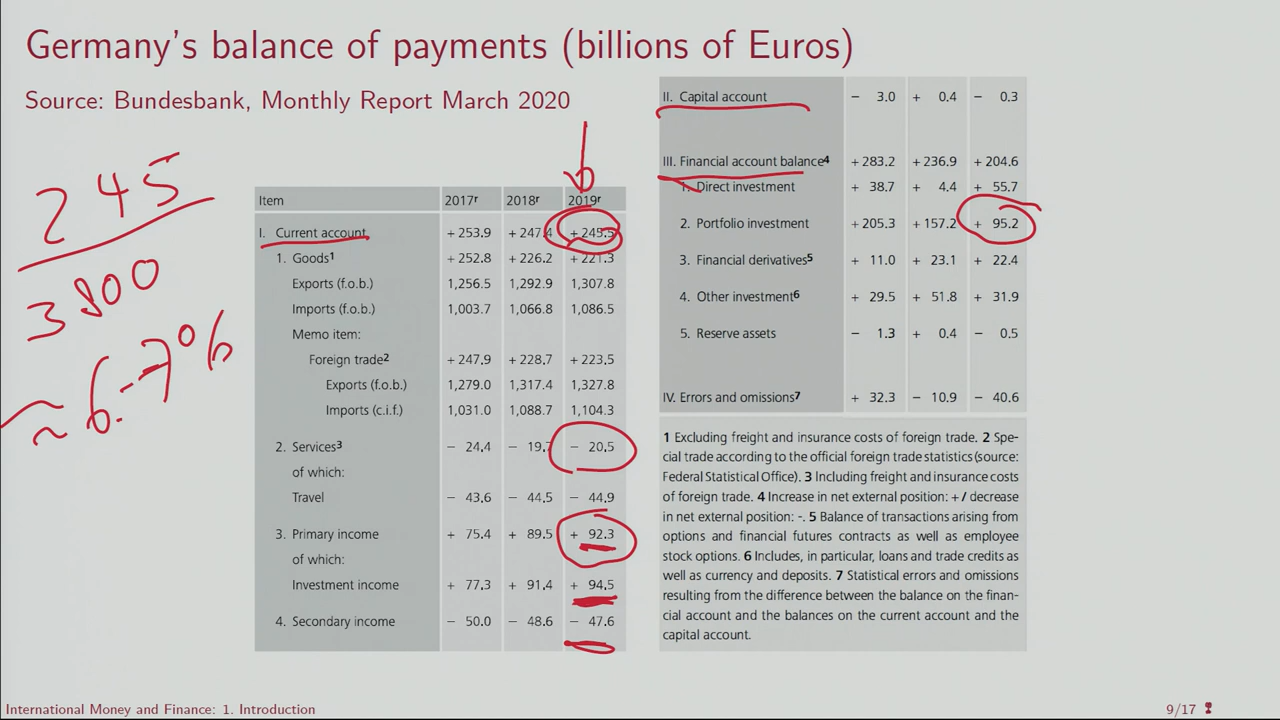 Germany's balance of payments (billions of Euros)
Source: Bundesbank, Monthly Report March 2020
245
3800
≈ 6.-7%
Item 2017r 2018r 2019r
I. Current account + 253.9 + 247.4 + 245.5
1. Goods1 + 252.8 + 226.2 + 221.3
Exports (f.o.b.) 1,256.5 1,292.9 1,307.8
Imports (f.o.b.) 1,003.7 1,066.8 1,086.5
Memo item:
Foreign trade2 + 247.9 + 228.7 + 223.5
Exports (f.o.b.) 1,279.0 1,317.4 1,327.8
Imports (c.i.f.) 1,031.0 1,088.7 1,104.3
2. Services3 − 24.4 − 19.7 − 20.5
of which:
Travel − 43.6 − 44.5 − 44.9
3. Primary income + 75.4 + 89.5 + 92.3
of which:
Investment income + 77.3 + 91.4 + 94.5
4. Secondary income − 50.0 − 48.6 − 47.6
II. Capital account − 3.0 + 0.4 − 0.3
III. Financial account balance4 + 283.2 + 236.9 + 204.6
1. Direct investment + 38.7 + 4.4 + 55.7
2. Portfolio investment + 205.3 + 157.2 + 95.2
3. Financial derivatives5 + 11.0 + 23.1 + 22.4
4. Other investment6 + 29.5 + 51.8 + 31.9
5. Reserve assets − 1.3 + 0.4 − 0.5
IV. Errors and omissions7 + 32.3 − 10.9 − 40.6
1 Excluding freight and insurance costs of foreign trade. 2 Spe-
cial trade according to the official foreign trade statistics (source:
Federal Statistical Office). 3 Including freight and insurance costs
of foreign trade. 4 Increase in net external position: + / decrease
in net external position: -. 5 Balance of transactions arising from
options and financial futures contracts as well as employee
stock options. 6 Includes, in particular, loans and trade credits as
well as currency and deposits. 7 Statistical errors and omissions
resulting from the difference between the balance on the finan-
cial account and the balances on the current account and the
capital account.
International Money and Finance: 1. Introduction 9/17